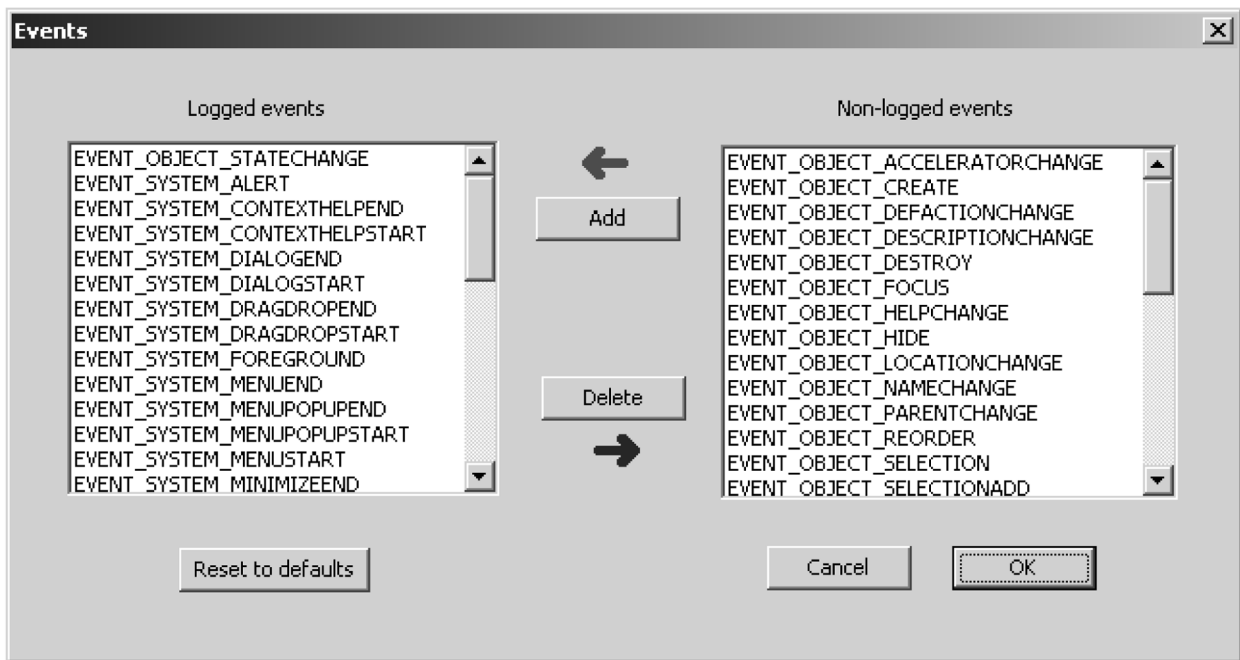 Events
Logged events
EVENT_OBJECT_STATECHANGE
EVENT_SYSTEM_ALERT
EVENT_SYSTEM_CONTEXTHELPEND
EVENT_SYSTEM_CONTEXTHELPSTART
EVENT_SYSTEM_DIALOGEND
EVENT_SYSTEM_DIALOGSTART
EVENT_SYSTEM_DRAGDROPEND
EVENT_SYSTEM_DRAGDROPSTART
EVENT_SYSTEM_FOREGROUND
EVENT_SYSTEM_MENUEND
EVENT_SYSTEM_MENUPOPUPEND
EVENT_SYSTEM_MENUPOPUPSTART
EVENT_SYSTEM_MENUSTART
EVENT_SYSTEM_MINIMIZEEND
Add
Delete
Non-logged events
EVENT_OBJECT_ACCELERATORCHANGE
EVENT_OBJECT_CREATE
EVENT_OBJECT_DEFACTIONCHANGE
EVENT_OBJECT_DESCRIPTIONCHANGE
EVENT_OBJECT_DESTROY
EVENT_OBJECT_FOCUS
EVENT_OBJECT_HELPCHANGE
EVENT_OBJECT_HIDE
EVENT_OBJECT_LOCATIONCHANGE
EVENT_OBJECT_NAMECHANGE
EVENT_OBJECT_PARENTCHANGE
EVENT_OBJECT_REORDER
EVENT_OBJECT_SELECTION
EVENT_OBJECT_SELECTIONADD
Reset to defaults
Cancel
OK